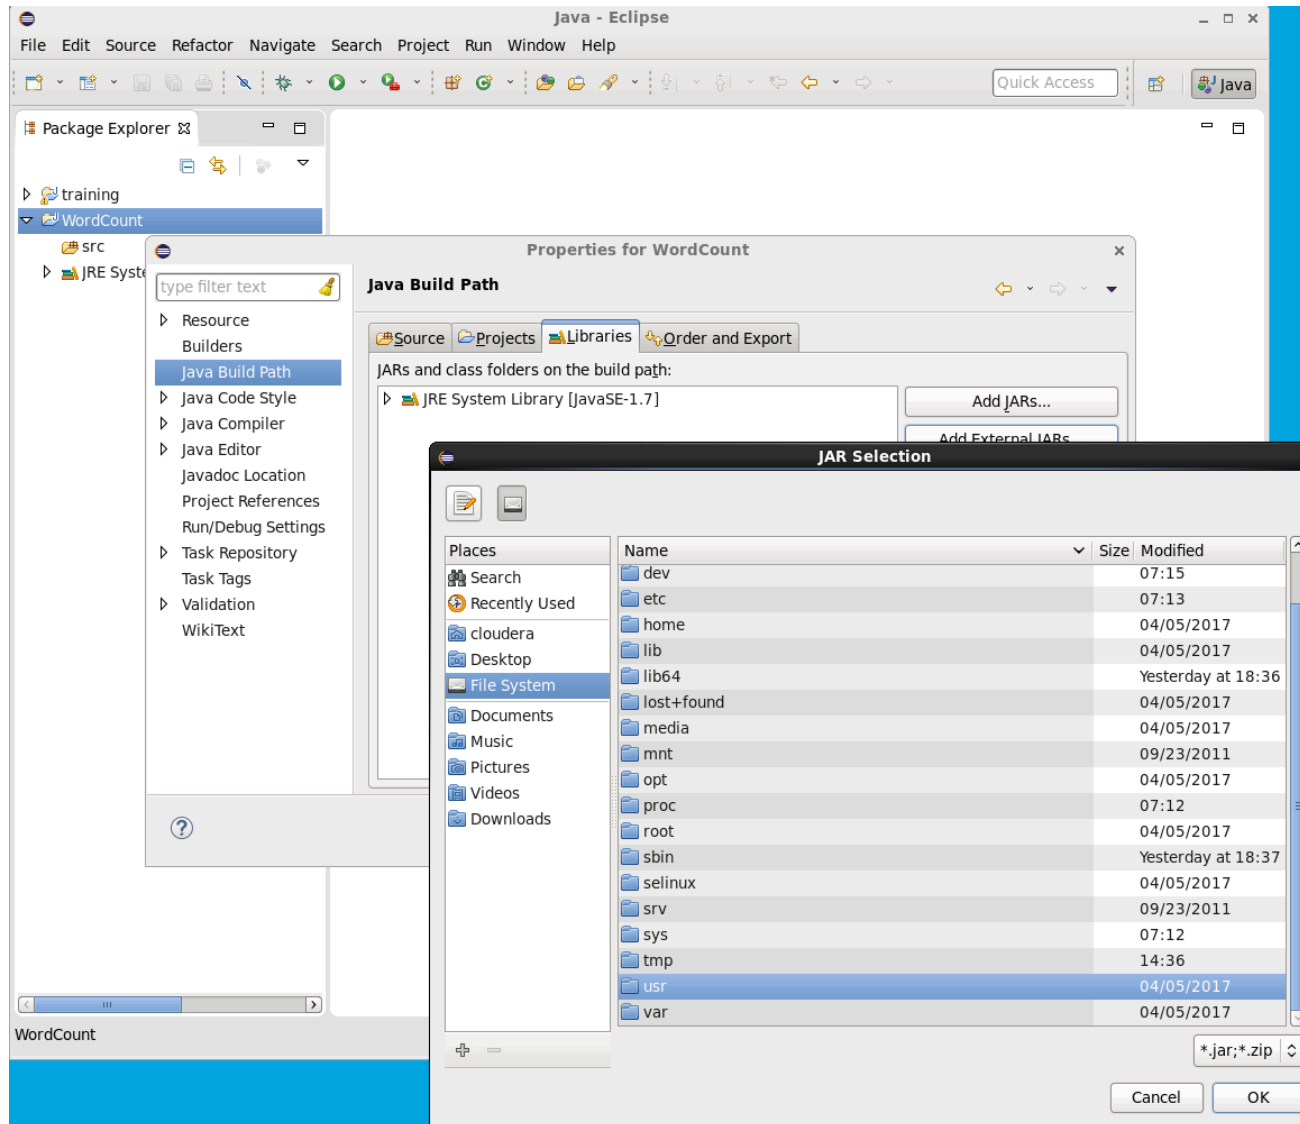 Java - Eclipse
File Edit Source Refactor Navigate Search Project Run Window Help
Quick Access
Java
Package Explorer
training
WordCount
src
JRE Syste
Properties for WordCount
type filter text
Java Build Path
Resource
Builders
Java Build Path
Java Code Style
Java Compiler
Java Editor
Javadoc Location
Project References
Run/Debug Settings
Task Repository
Task Tags
Validation
WikiText
Source Projects Libraries Order and Export
JARs and class folders on the build path:
JRE System Library [JavaSE-1.7]
Add JARs...
Add External JARs...
JAR Selection
Places
Search
Recently Used
cloudera
Desktop
File System
Documents
Music
Pictures
Videos
Downloads
Name Size Modified
dev 07:15
etc 07:13
home 04/05/2017
lib 04/05/2017
lib64 Yesterday at 18:36
lost+found 04/05/2017
media 04/05/2017
mnt 09/23/2011
opt 04/05/2017
proc 07:12
root 04/05/2017
sbin Yesterday at 18:37
selinux 04/05/2017
srv 09/23/2011
sys 07:12
tmp 14:36
usr 04/05/2017
var 04/05/2017
*.jar;*.zip
Cancel OK
WordCount